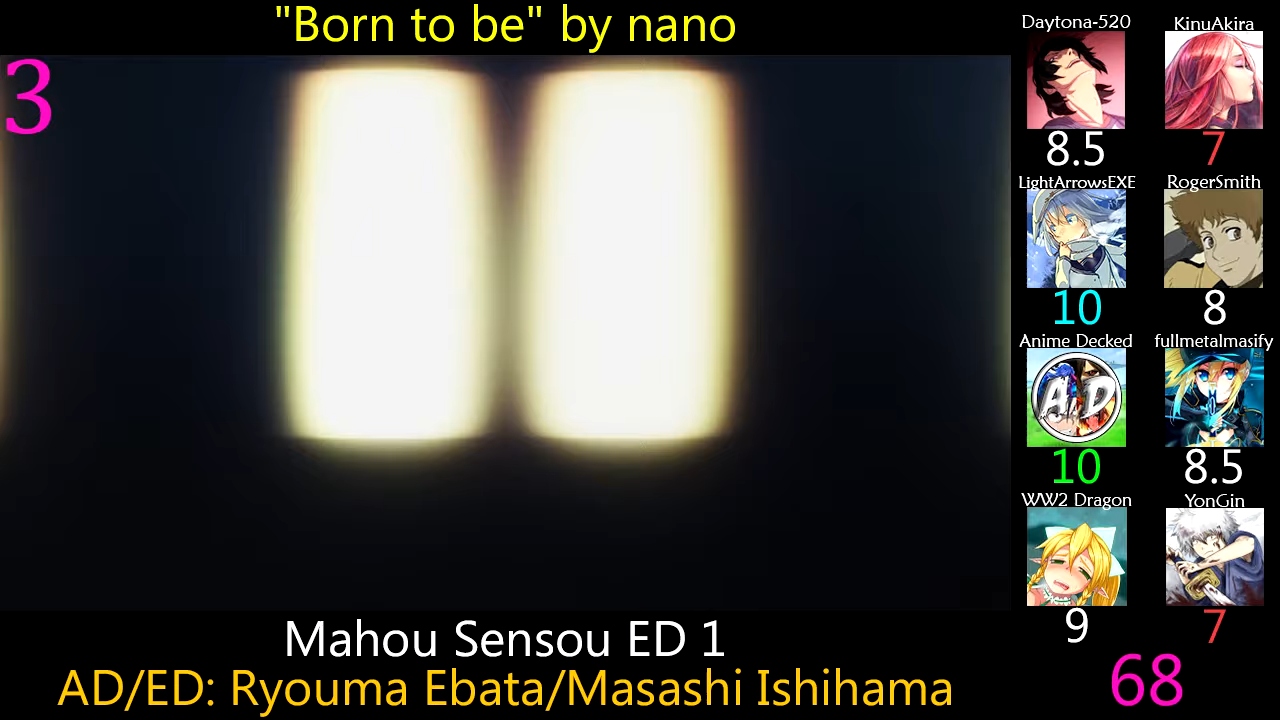 "Born to be" by nano
3
Daytona-520
KinuAkira
8.5
7
LightArrowsEXE
RogerSmith
10
8
Anime Decked
fullmetalmasify
AD
10
8.5
WW2 Dragon
YonGin
9
7
Mahou Sensou ED 1
AD/ED: Ryouma Ebata/Masashi Ishihama
68